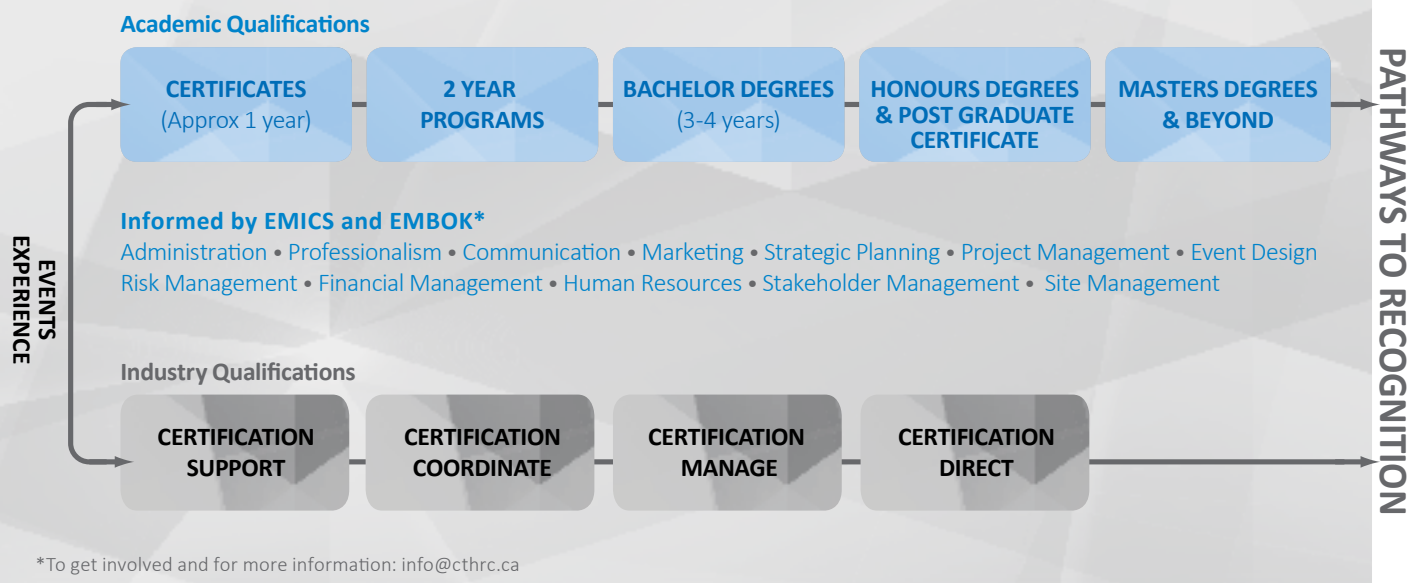 Academic Qualifications
CERTIFICATES
(Approx 1 year)
2 YEAR
PROGRAMS
BACHELOR DEGREES
(3-4 years)
HONOURS DEGREES
& POST GRADUATE
CERTIFICATE
MASTERS DEGREES
& BEYOND
Informed by EMICS and EMBOK*
Administration • Professionalism • Communication • Marketing • Strategic Planning • Project Management • Event Design
Risk Management • Financial Management • Human Resources • Stakeholder Management • Site Management
EVENTS
EXPERIENCE
Industry Qualifications
CERTIFICATION
SUPPORT
CERTIFICATION
COORDINATE
CERTIFICATION
MANAGE
CERTIFICATION
DIRECT
PATHWAYS TO RECOGNITION
*To get involved and for more information: info@cthrc.ca